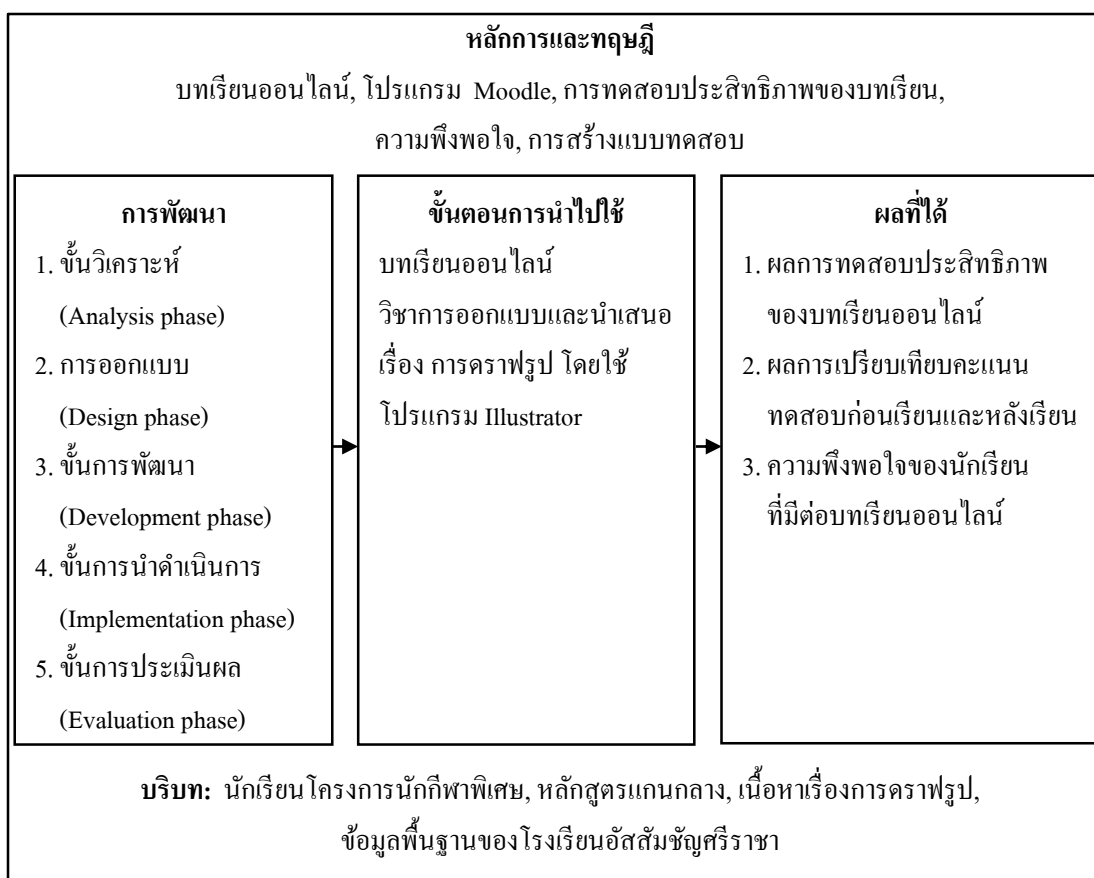 หลักการและทฤษฎี
บทเรียนออนไลน์, โปรแกรม Moodle, การทดสอบประสิทธิภาพของบทเรียน,
ความพึงพอใจ, การสร้างแบบทดสอบ
การพัฒนา
1. ขั้นวิเคราะห์
(Analysis phase)
2. การออกแบบ
(Design phase)
3. ขั้นการพัฒนา
(Development phase)
4. ขั้นการนำดำเนินการ
(Implementation phase)
5. ขั้นการประเมินผล
(Evaluation phase)
ขั้นตอนการนำไปใช้
บทเรียนออนไลน์
วิชาการออกแบบและนำเสนอ
เรื่อง การดราฟรูป โดยใช้
โปรแกรม Illustrator
ผลที่ได้
1. ผลการทดสอบประสิทธิภาพ
ของบทเรียนออนไลน์
2. ผลการเปรียบเทียบคะแนน
ทดสอบก่อนเรียนและหลังเรียน
3. ความพึงพอใจของนักเรียน
ที่มีต่อบทเรียนออนไลน์
บริบท: นักเรียนโครงการนักกีฬาพิเศษ, หลักสูตรแกนกลาง, เนื้อหาเรื่องการดราฟรูป,
ข้อมูลพื้นฐานของโรงเรียนอัสสัมชัญศรีราชา